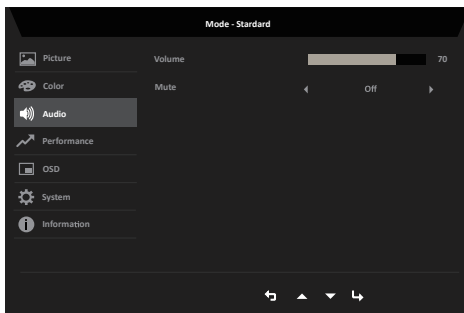 Mode - Stardard
Picture
Volume 70
Color
Mute Off
Audio
Performance
OSD
System
Information